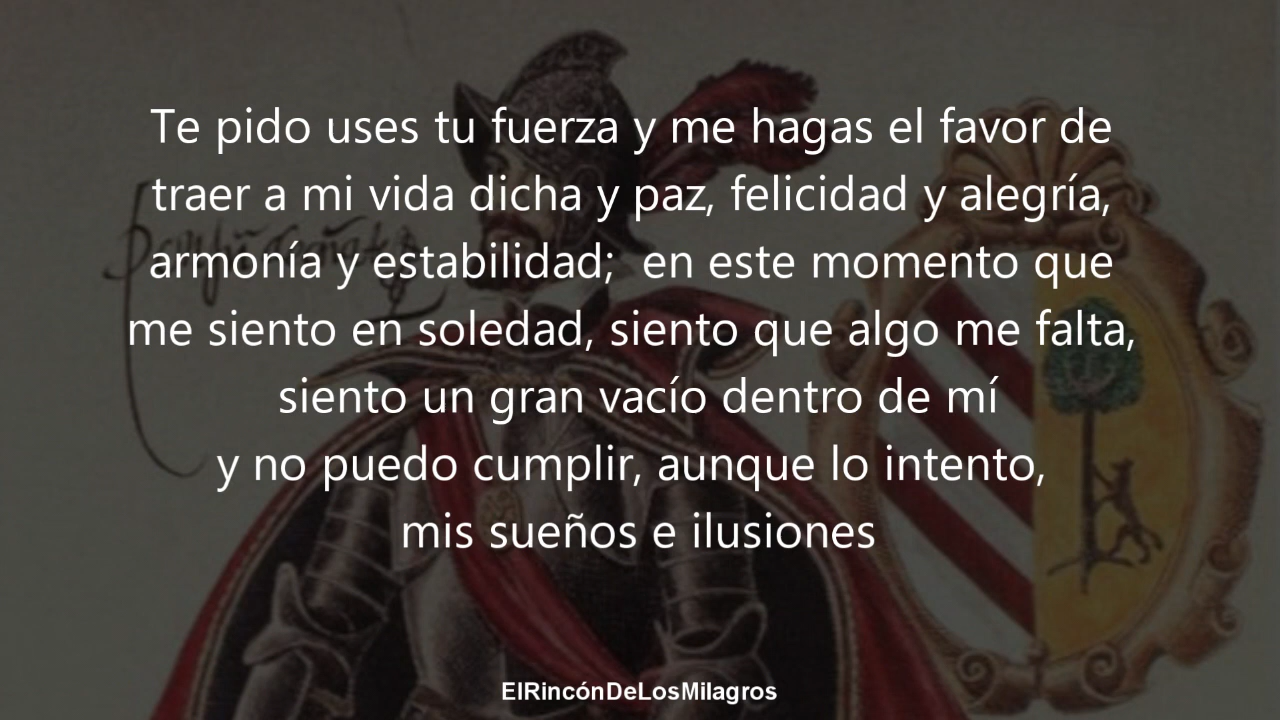 Te pido uses tu fuerza y me hagas el favor de
traer a mi vida dicha y paz, felicidad y alegría,
armonía y estabilidad;  en este momento que
me siento en soledad, siento que algo me falta,
siento un gran vacío dentro de mí
y no puedo cumplir, aunque lo intento,
mis sueños e ilusiones
ElRincónDeLosMilagros